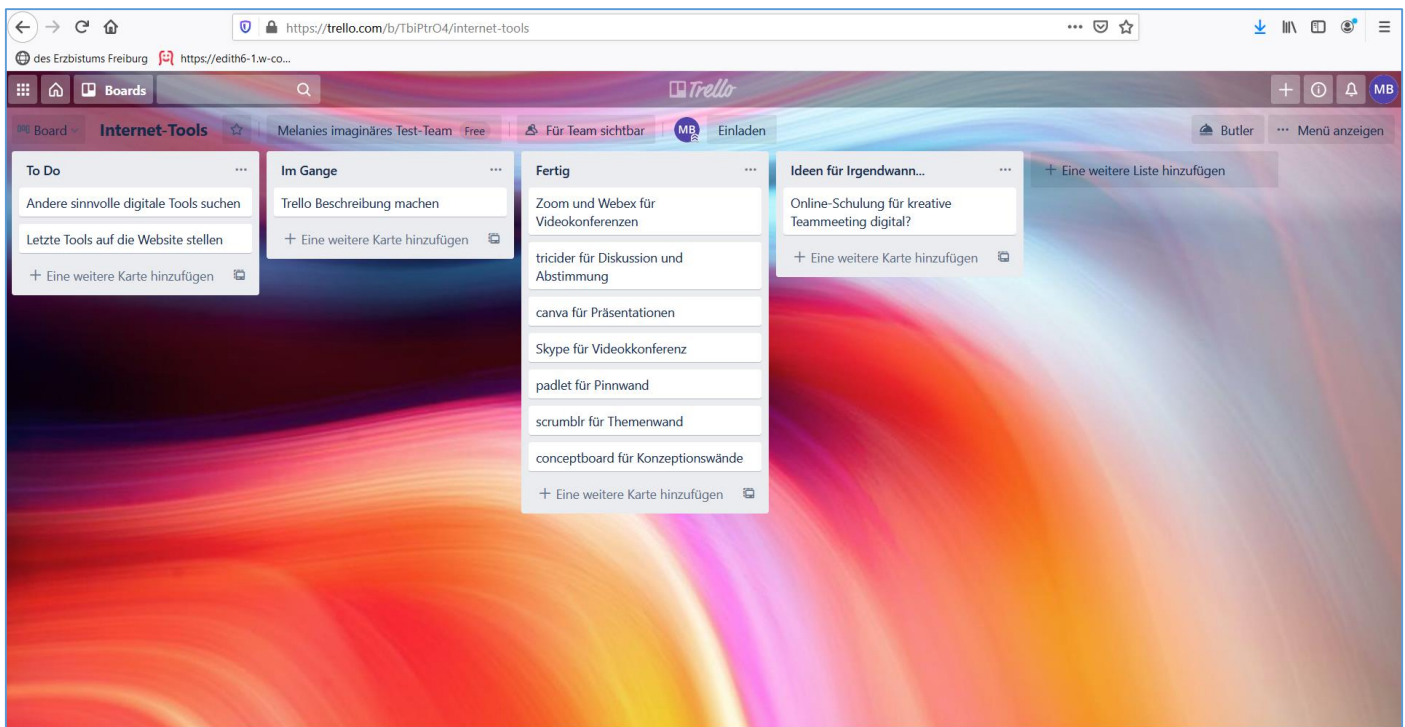 https://trello.com/b/TbiPtrO4/internet-tools
des Erzbistums Freiburg https://edith6-1.w-co...
Boards
Trello
MB
Board
Internet-Tools
Melanies imaginäres Test-Team Free
Für Team sichtbar
MB
Einladen
Butler
... Menü anzeigen
To Do ...
Andere sinnvolle digitale Tools suchen
Letzte Tools auf die Website stellen
+ Eine weitere Karte hinzufügen
Im Gange ...
Trello Beschreibung machen
+ Eine weitere Karte hinzufügen
Fertig ...
Zoom und Webex für
Videokonferenzen
tricider für Diskussion und
Abstimmung
canva für Präsentationen
Skype für Videokkonferenz
padlet für Pinnwand
scrumblr für Themenwand
conceptboard für Konzeptionswände
+ Eine weitere Karte hinzufügen
Ideen für Irgendwann... ...
Online-Schulung für kreative
Teammeeting digital?
+ Eine weitere Karte hinzufügen
+ Eine weitere Liste hinzufügen